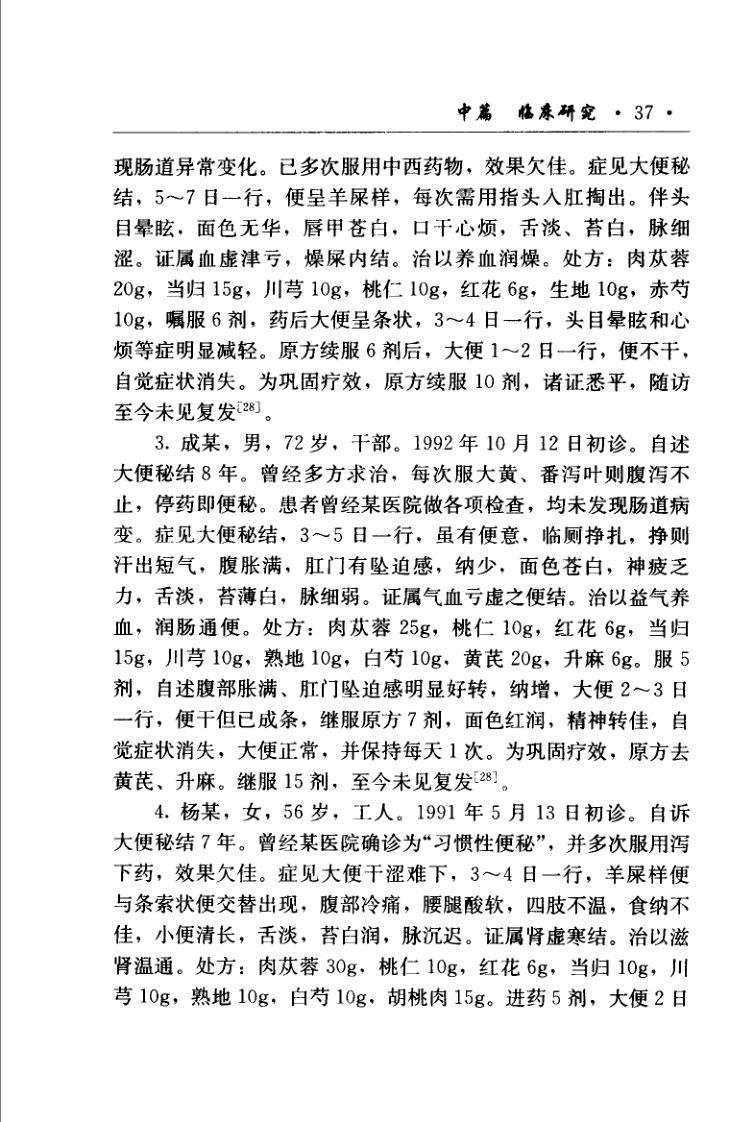 中篇 临床研究 · 37 ·
现肠道异常变化。已多次服用中西药物，效果欠佳。症见大便秘
结，5～7 日一行，便呈羊屎样，每次需用指头入肛掏出。伴头
目晕眩，面色无华，唇甲苍白，口干心烦，舌淡、苔白，脉细
涩。证属血虚津亏，燥屎内结。治以养血润燥。处方：肉苁蓉
20g，当归 15g，川芎 10g，桃仁 10g，红花 6g，生地 10g，赤芍
10g，嘱服 6 剂，药后大便呈条状，3～4 日一行，头目晕眩和心
烦等症明显减轻。原方续服 6 剂后，大便 1～2 日一行，便不干，
自觉症状消失。为巩固疗效，原方续服 10 剂，诸证悉平，随访
至今未见复发[28]。
3. 成某，男，72 岁，干部。1992 年 10 月 12 日初诊。自述
大便秘结 8 年。曾经多方求治，每次服大黄、番泻叶则腹泻不
止，停药即便秘。患者曾经某医院做各项检查，均未发现肠道病
变。症见大便秘结，3～5 日一行，虽有便意，临厕挣扎，挣则
汗出短气，腹胀满，肛门有坠迫感，纳少，面色苍白，神疲乏
力，舌淡，苔薄白，脉细弱。证属气血亏虚之便结。治以益气养
血，润肠通便。处方：肉苁蓉 25g，桃仁 10g，红花 6g，当归
15g，川芎 10g，熟地 10g，白芍 10g，黄芪 20g，升麻 6g。服 5
剂，自述腹部胀满、肛门坠迫感明显好转，纳增，大便 2～3 日
一行，便干但已成条，继服原方 7 剂，面色红润，精神转佳，自
觉症状消失，大便正常，并保持每天 1 次。为巩固疗效，原方去
黄芪、升麻。继服 15 剂，至今未见复发[28]。
4. 杨某，女，56 岁，工人。1991 年 5 月 13 日初诊。自诉
大便秘结 7 年。曾经某医院确诊为“习惯性便秘”，并多次服用泻
下药，效果欠佳。症见大便干涩难下，3～4 日一行，羊屎样便
与条索状便交替出现，腹部冷痛，腰腿酸软，四肢不温，食纳不
佳，小便清长，舌淡，苔白润，脉沉迟。证属肾虚寒结。治以滋
肾温通。处方：肉苁蓉 30g，桃仁 10g，红花 6g，当归 10g，川
芎 10g，熟地 10g，白芍 10g，胡桃肉 15g。进药 5 剂，大便 2 日